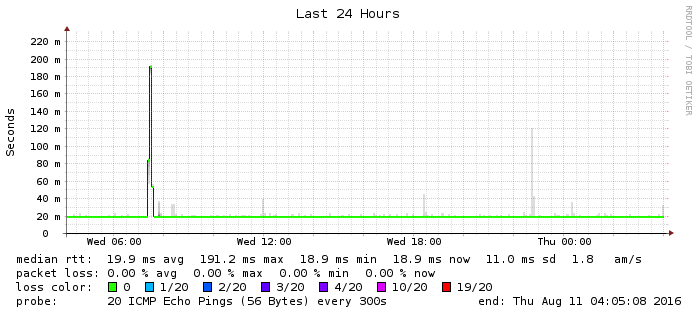 Last 24 Hours
RRDTOOL / TOBI OETIKER
Seconds
220 m
200 m
180 m
160 m
140 m
120 m
100 m
80 m
60 m
40 m
20 m
0
Wed 06:00 Wed 12:00 Wed 18:00 Thu 00:00
median rtt: 19.9 ms avg 191.2 ms max 18.9 ms min 18.9 ms now 11.0 ms sd 1.8 am/s
packet loss: 0.00 % avg 0.00 % max 0.00 % min 0.00 % now
loss color: 0 1/20 2/20 3/20 4/20 10/20 19/20
probe: 20 ICMP Echo Pings (56 Bytes) every 300s end: Thu Aug 11 04:05:08 2016